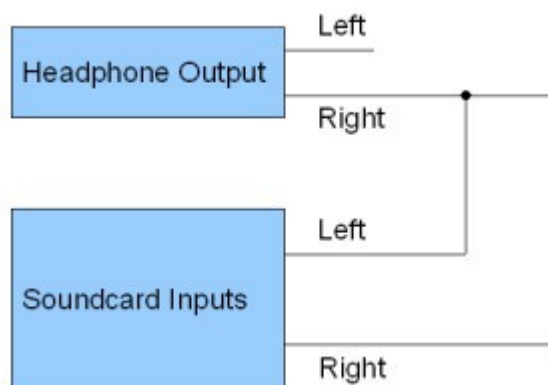 Left
Headphone Output
Right
Left
Soundcard Inputs
Right